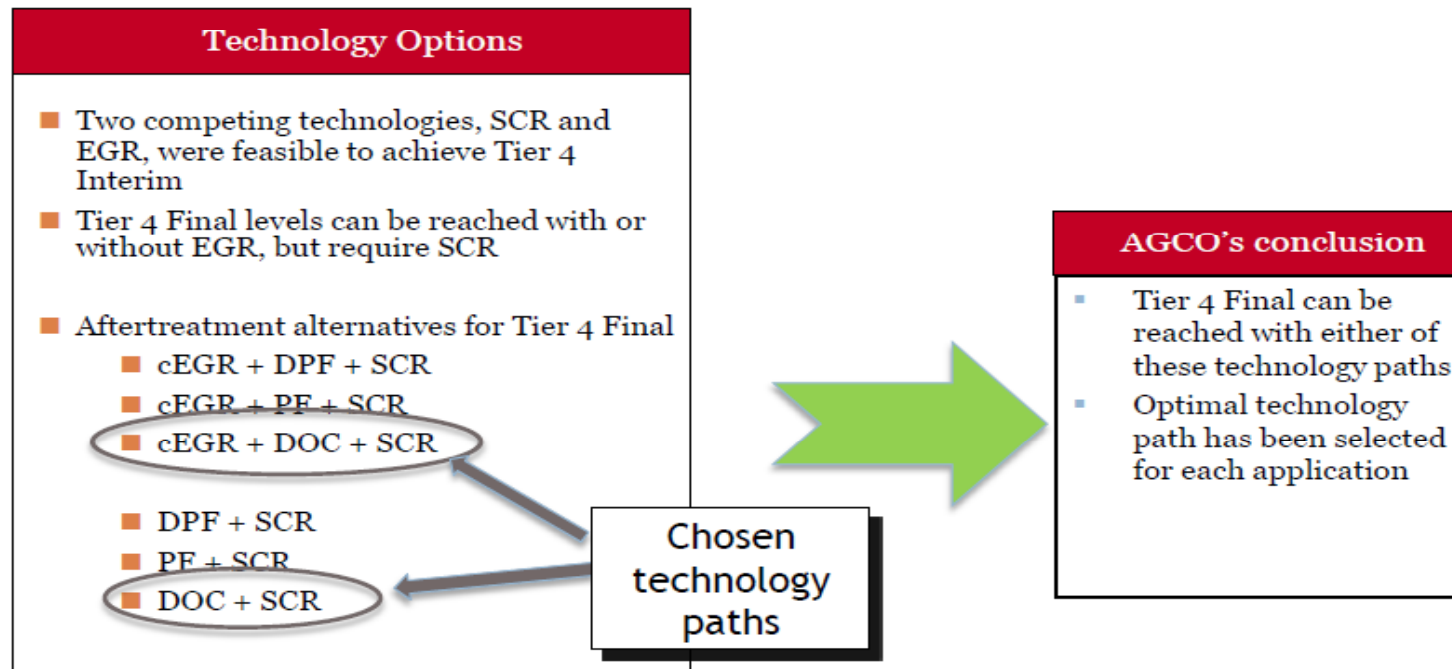 Technology Options
Two competing technologies, SCR and
EGR, were feasible to achieve Tier 4
Interim
Tier 4 Final levels can be reached with or
without EGR, but require SCR
Aftertreatment alternatives for Tier 4 Final
cEGR + DPF + SCR
cEGR + PF + SCR
cEGR + DOC + SCR
DPF + SCR
PF + SCR
DOC + SCR
Chosen
technology
paths
AGCO's conclusion
Tier 4 Final can be
reached with either of
these technology paths
Optimal technology
path has been selected
for each application